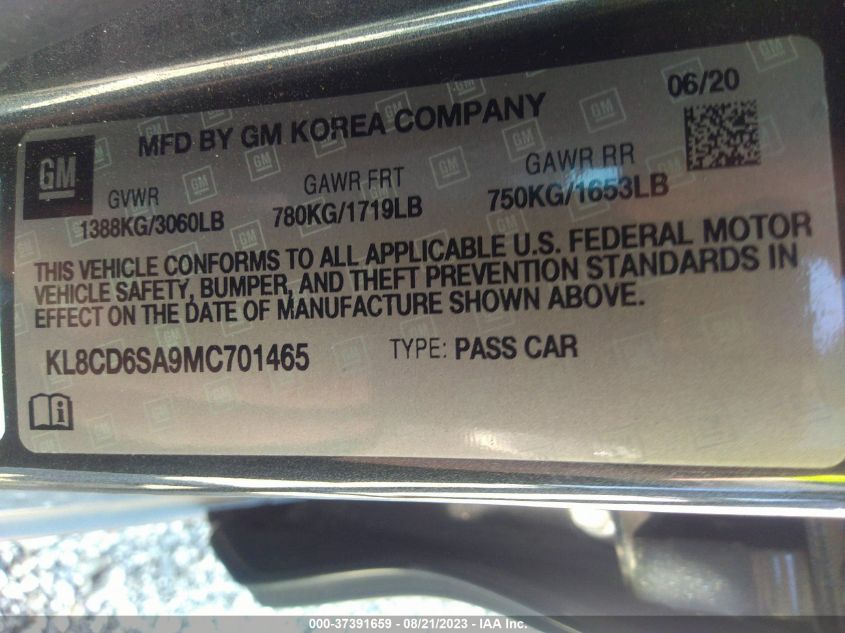 06/20
MFD BY GM KOREA COMPANY
GM
GVWR GAWR FRT GAWR RR
1388KG/3060LB 780KG/1719LB 750KG/1653LB
THIS VEHICLE CONFORMS TO ALL APPLICABLE U.S. FEDERAL MOTOR
VEHICLE SAFETY, BUMPER, AND THEFT PREVENTION STANDARDS IN
EFFECT ON THE DATE OF MANUFACTURE SHOWN ABOVE.
KL8CD6SA9MC701465 TYPE: PASS CAR
000-37391659 / 08/21/2023 / IAA Inc.